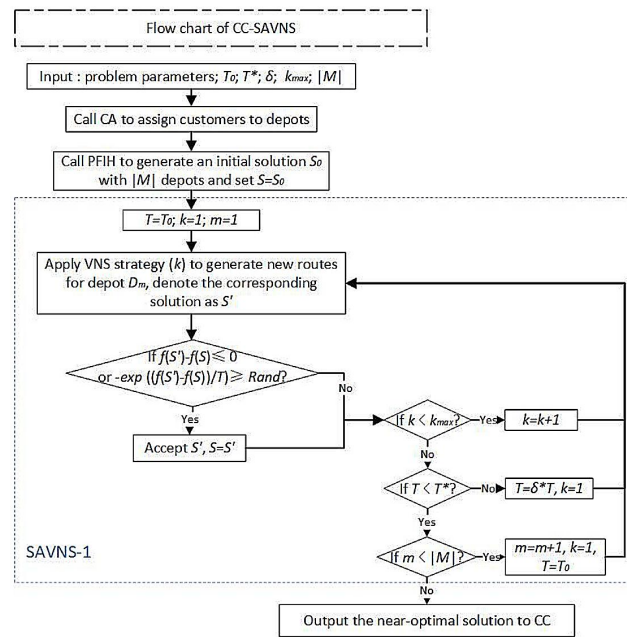 Flow chart of CC-SAVNS
Input : problem parameters; T₀; T*; δ; kmax; |M|
Call CA to assign customers to depots
Call PFIH to generate an initial solution S₀
with |M| depots and set S=S₀
T=T₀; k=1; m=1
Apply VNS strategy (k) to generate new routes
for depot Dm, denote the corresponding
solution as S'
If f(S')-f(S)⩽ 0
or -exp ((f(S')-f(S))/T)⩾ Rand?
No
Yes
Accept S', S=S'
If k < kmax?
Yes
k=k+1
No
If T < T*?
No
T=δ*T, k=1
Yes
If m < |M|?
Yes
m=m+1, k=1,
T=T₀
SAVNS-1
No
Output the near-optimal solution to CC